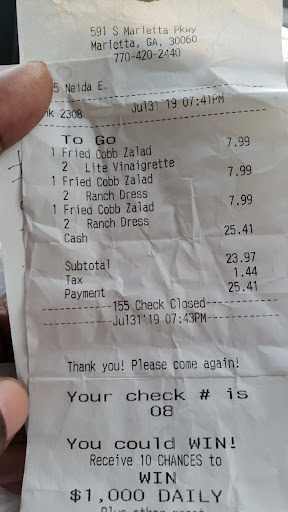 591 S Marietta Pkwy
Marietta, GA, 30060
770-420-2440
5 Neida E.
hk 2308 Jul31'19 07:41PM
To Go
1 Fried Cobb Zalad 7.99
2 Lite Vinaigrette
1 Fried Cobb Zalad 7.99
2 Ranch Dress
1 Fried Cobb Zalad 7.99
2 Ranch Dress
Cash 25.41
Subtotal 23.97
Tax 1.44
Payment 25.41
155 Check Closed
Jul31'19 07:43PM
Thank you! Please come again!
Your check # is
08
You could WIN!
Receive 10 CHANCES to
WIN
$1,000 DAILY